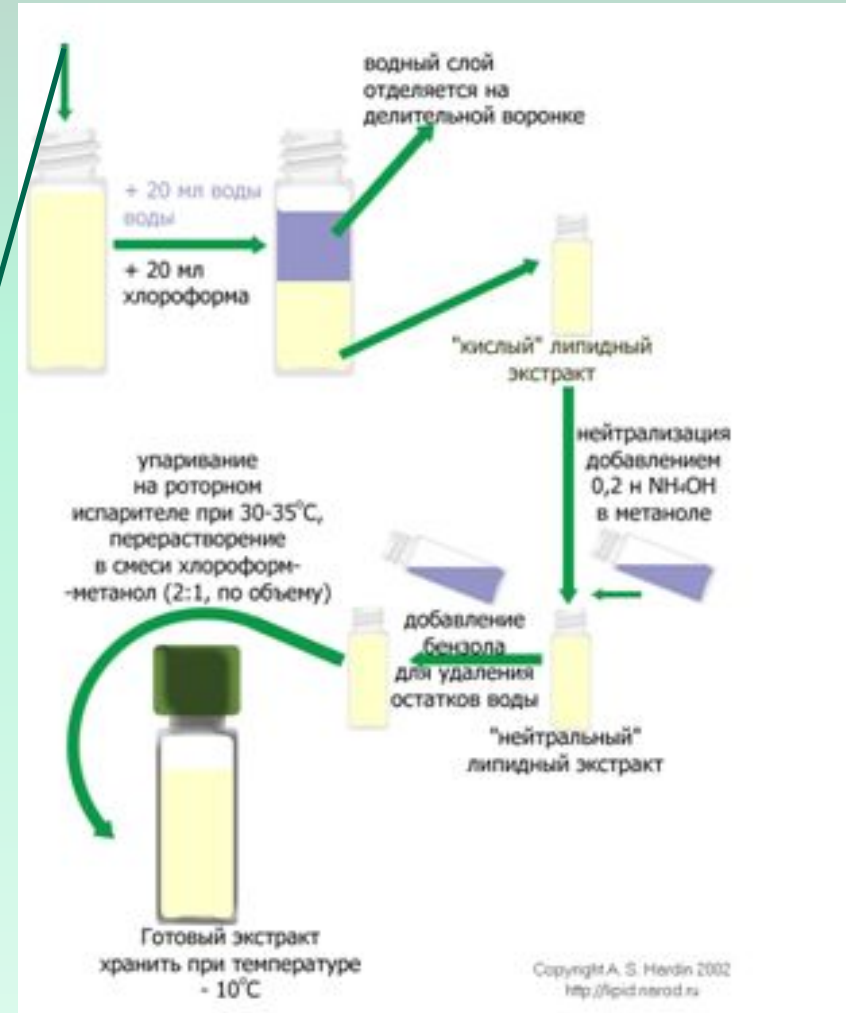 водный слой
отделяется на
делительной воронке
+ 20 мл воды
воды
+ 20 мл
хлороформа
"кислый" липидный
экстракт
нейтрализация
добавлением
0,2 н NH₄OH
в метаноле
упаривание
на роторном
испарителе при 30-35°C,
перерастворение
в смеси хлороформ-
-метанол (2:1, по объему)
добавление
бензола
для удаления
остатков воды
"нейтральный"
липидный экстракт
Готовый экстракт
хранить при температуре
- 10°C
Copyright A. S. Hardin 2002
http://lipid.narod.ru